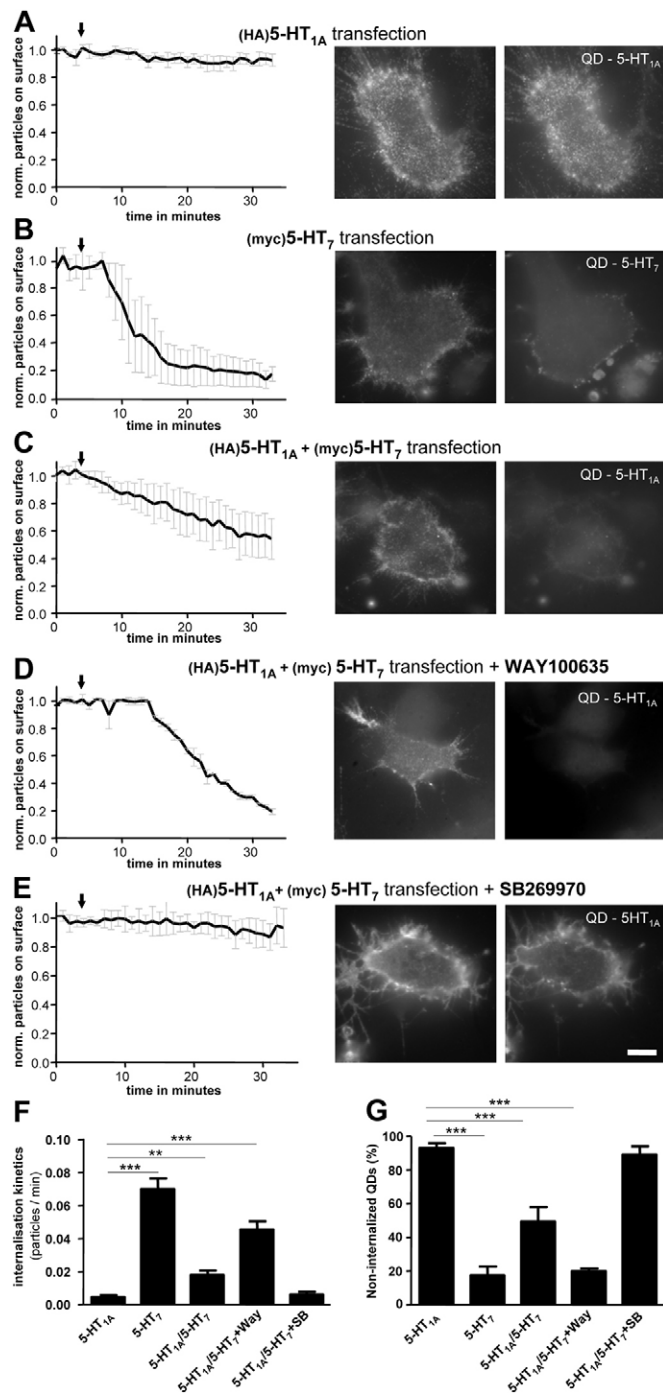 A
(HA)5-HT1A transfection
norm. particles on surface
1.0
0.8
0.6
0.4
0.2
0.0
0 10 20 30
time in minutes
QD - 5-HT1A
B
(myc)5-HT7 transfection
norm. particles on surface
1.0
0.8
0.6
0.4
0.2
0.0
0 10 20 30
time in minutes
QD - 5-HT7
C
(HA)5-HT1A + (myc)5-HT7 transfection
norm. particles on surface
1.0
0.8
0.6
0.4
0.2
0.0
0 10 20 30
time in minutes
QD - 5-HT1A
D
(HA)5-HT1A + (myc) 5-HT7 transfection + WAY100635
norm. particles on surface
1.0
0.8
0.6
0.4
0.2
0.0
0 10 20 30
time in minutes
QD - 5-HT1A
E
(HA)5-HT1A + (myc) 5-HT7 transfection + SB269970
norm. particles on surface
1.0
0.8
0.6
0.4
0.2
0.0
0 10 20 30
time in minutes
QD - 5HT1A
F
internalisation kinetics
(particles / min)
0.10
0.08
0.06
0.04
0.02
0.00
***
**
***
5-HT1A
5-HT7
5-HT1A/5-HT7
5-HT1A/5-HT7+Way
5-HT1A/5-HT7+SB
G
Non-internalized QDs (%)
100
80
60
40
20
0
***
***
***
5-HT1A
5-HT7
5-HT1A/5-HT7
5-HT1A/5-HT7+Way
5-HT1A/5-HT7+SB